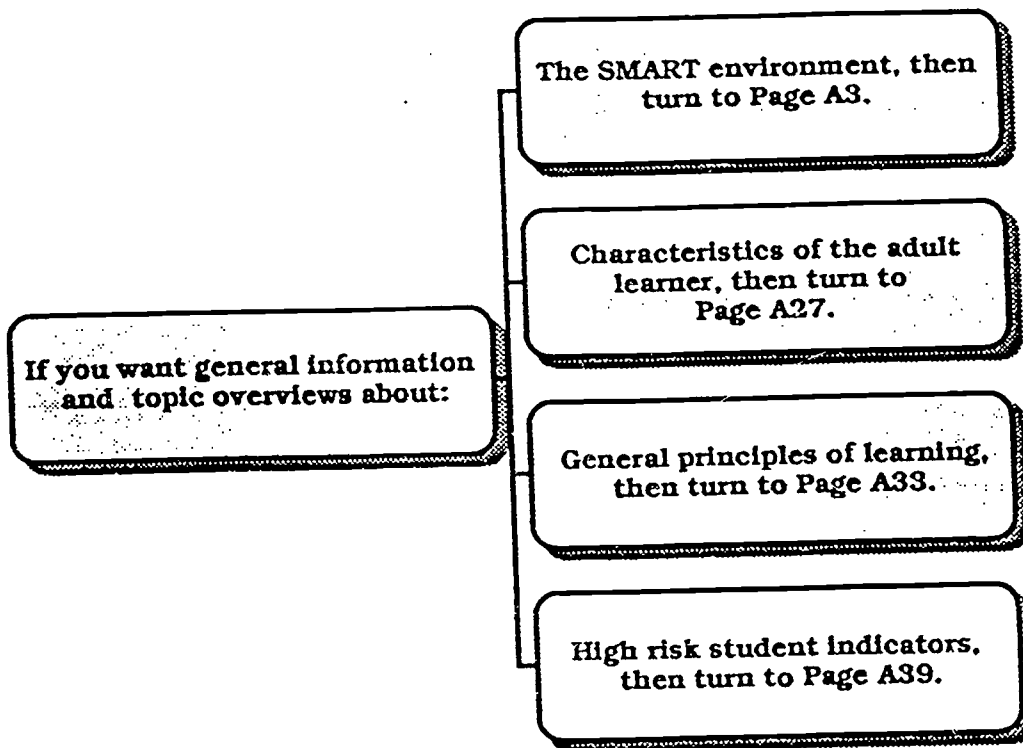 If you want general information
and topic overviews about:
The SMART environment, then
turn to Page A3.
Characteristics of the adult
learner, then turn to
Page A27.
General principles of learning,
then turn to Page A33.
High risk student indicators,
then turn to Page A39.